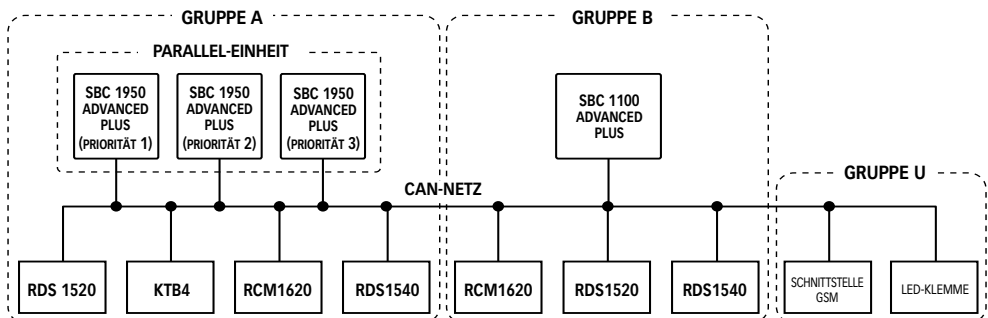 GRUPPE A
GRUPPE B
PARALLEL-EINHEIT
SBC 1950
ADVANCED
PLUS
(PRIORITÄT 1)
SBC 1950
ADVANCED
PLUS
(PRIORITÄT 2)
SBC 1950
ADVANCED
PLUS
(PRIORITÄT 3)
SBC 1100
ADVANCED
PLUS
GRUPPE U
CAN-NETZ
RDS 1520
KTB4
RCM1620
RDS1540
RCM1620
RDS1520
RDS1540
SCHNITTSTELLE
GSM
LED-KLEMME